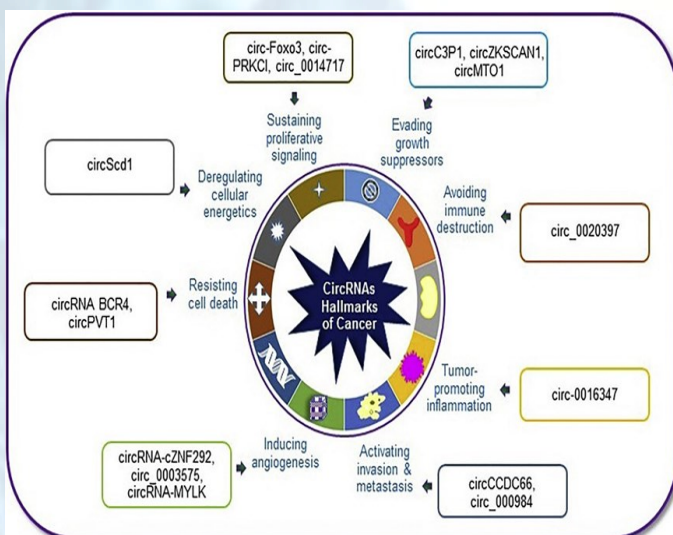 circ-Foxo3, circ-
PRKCI, circ_0014717
circC3P1, circZKSCAN1,
circMTO1
Sustaining
proliferative
signaling
Evading
growth
suppressors
circScd1
Deregulating
cellular
energetics
Avoiding
immune
destruction
circ_0020397
circRNA BCR4,
circPVT1
Resisting
cell death
CircRNAs
Hallmarks
of Cancer
Tumor-
promoting
inflammation
circ-0016347
circRNA-cZNF292,
circ_0003575,
circRNA-MYLK
Inducing
angiogenesis
Activating
invasion &
metastasis
circCCDC66,
circ_000984